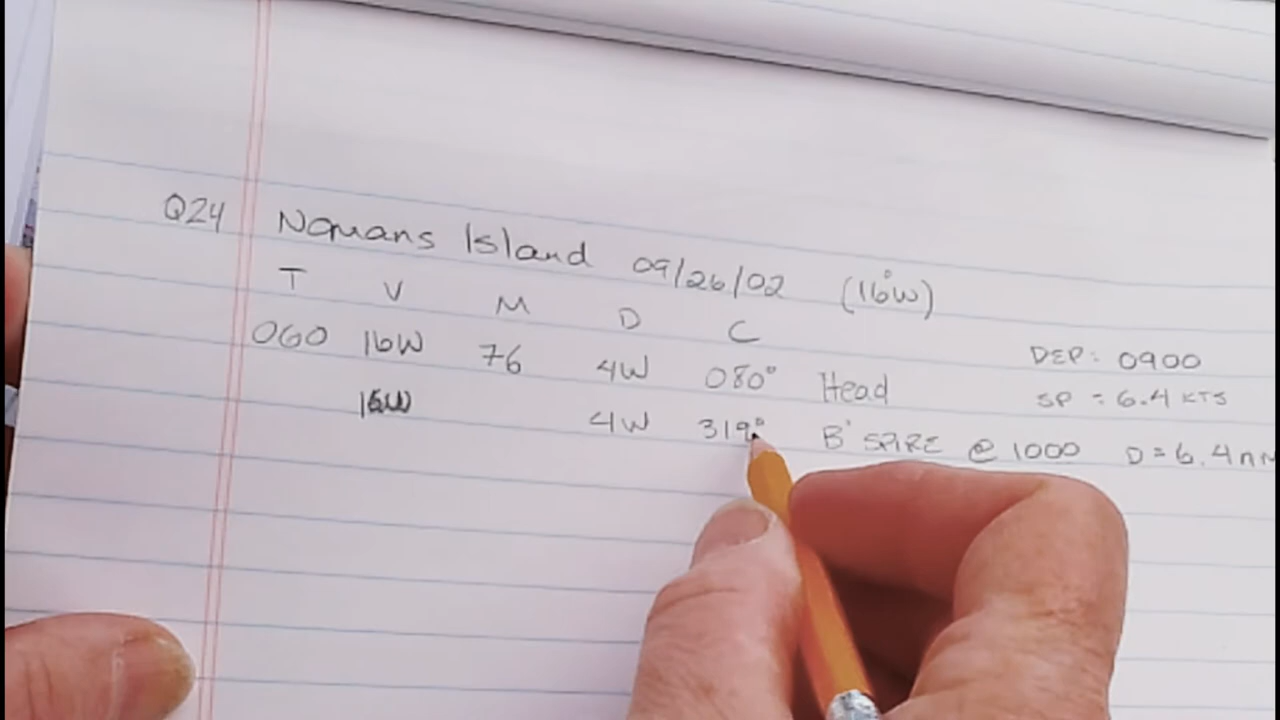 Q24 Nomans Island 09/26/02 (16°W)
T V M D C
060 16W 76 4W 080° Head DEP: 0900
SP = 6.4 KTS
16W 4W 319° B' SPIRE @ 1000 D = 6.4 nm